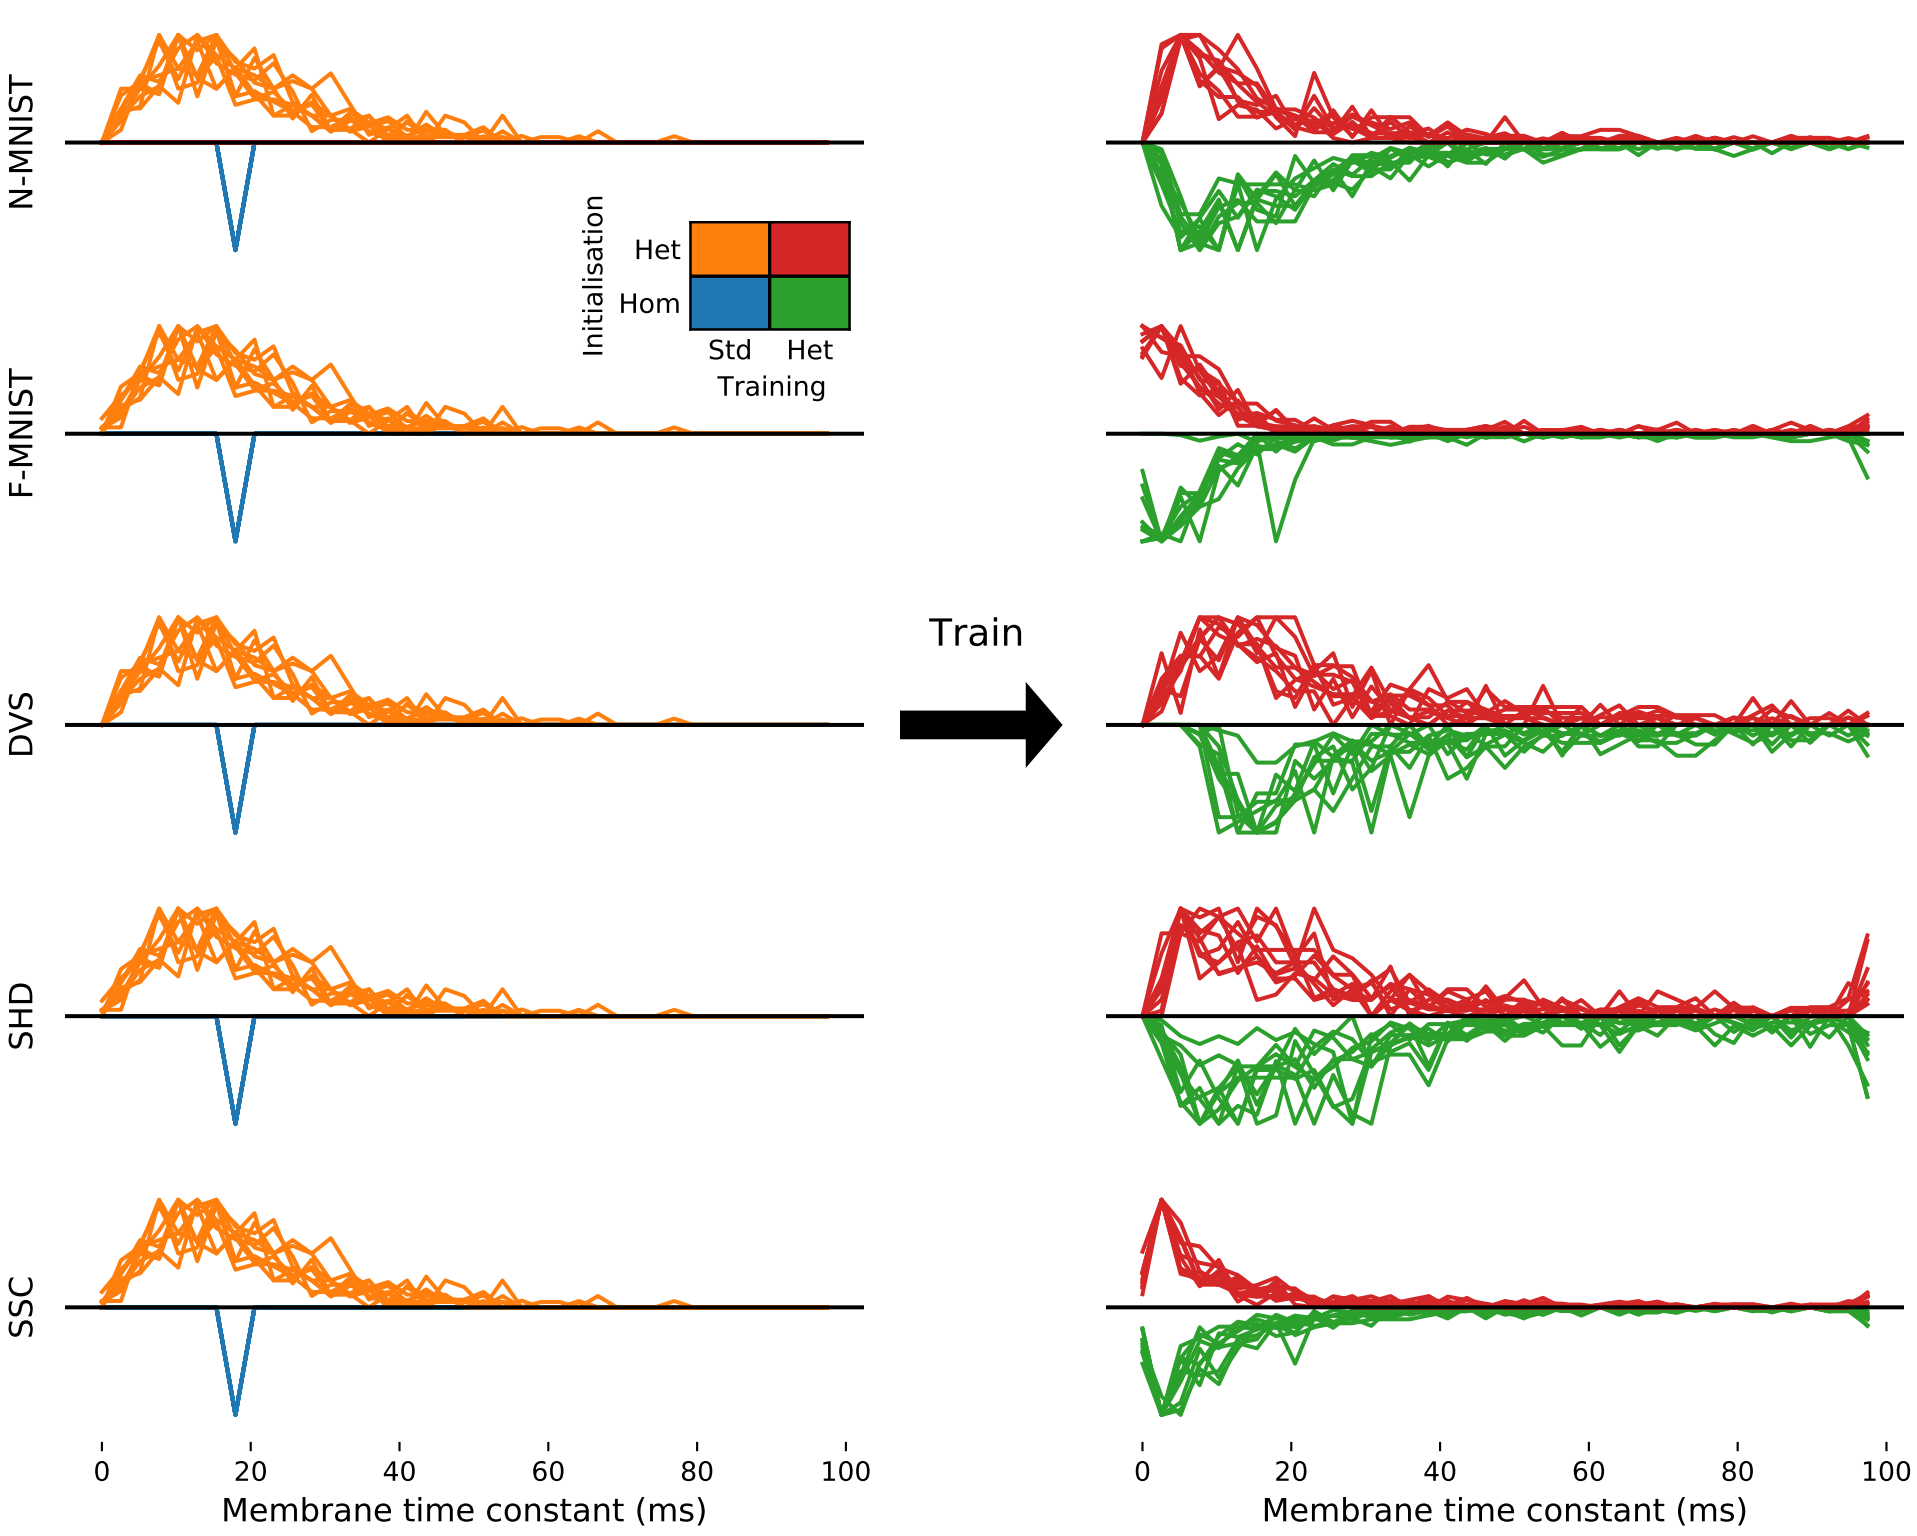 N-MNIST
F-MNIST
DVS
SHD
SSC
Initialisation
Het
Hom
Std Het
Training
Train
0 20 40 60 80 100
Membrane time constant (ms)
0 20 40 60 80 100
Membrane time constant (ms)